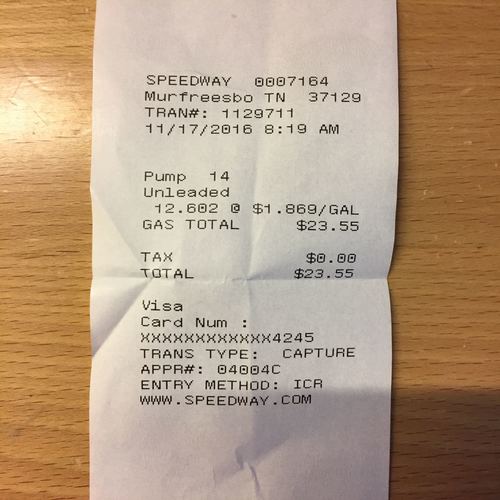 SPEEDWAY 0007164
Murfreesbo TN 37129
TRAN#: 1129711
11/17/2016 8:19 AM
Pump 14
Unleaded
12.602 @ $1.869/GAL
GAS TOTAL $23.55
TAX $0.00
TOTAL $23.55
Visa
Card Num :
XXXXXXXXXXXX4245
TRANS TYPE: CAPTURE
APPR#: 04004C
ENTRY METHOD: ICR
WWW.SPEEDWAY.COM